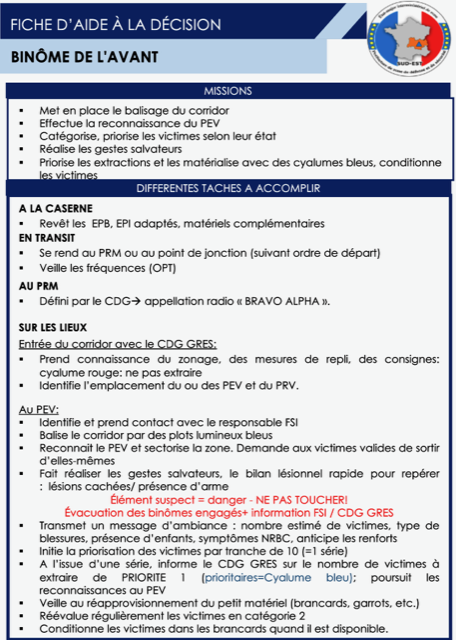 FICHE D'AIDE À LA DÉCISION
BINÔME DE L'AVANT
SUD-EST
MISSIONS
▪ Met en place le balisage du corridor
▪ Effectue la reconnaissance du PEV
▪ Catégorise, priorise les victimes selon leur état
▪ Réalise les gestes salvateurs
▪ Priorise les extractions et les matérialise avec des cyalumes bleus, conditionne
les victimes
DIFFERENTES TACHES A ACCOMPLIR
A LA CASERNE
▪ Revêt les EPB, EPI adaptés, matériels complémentaires
EN TRANSIT
▪ Se rend au PRM ou au point de jonction (suivant ordre de départ)
▪ Veille les fréquences (OPT)
AU PRM
▪ Défini par le CDG→ appellation radio « BRAVO ALPHA ».
SUR LES LIEUX
Entrée du corridor avec le CDG GRES:
▪ Prend connaissance du zonage, des mesures de repli, des consignes:
cyalume rouge: ne pas extraire
▪ Identifie l'emplacement du ou des PEV et du PRV.
Au PEV:
▪ Identifie et prend contact avec le responsable FSI
▪ Balise le corridor par des plots lumineux bleus
▪ Reconnait le PEV et sectorise la zone. Demande aux victimes valides de sortir
d'elles-mêmes
▪ Fait réaliser les gestes salvateurs, le bilan lésionnel rapide pour repérer
: lésions cachées/ présence d'arme
Élément suspect = danger - NE PAS TOUCHER!
Évacuation des binômes engagés+ information FSI / CDG GRES
▪ Transmet un message d'ambiance : nombre estimé de victimes, type de
blessures, présence d'enfants, symptômes NRBC, anticipe les renforts
▪ Initie la priorisation des victimes par tranche de 10 (=1 série)
▪ A l'issue d'une série, informe le CDG GRES sur le nombre de victimes à
extraire de PRIORITE 1 (prioritaires=Cyalume bleu); poursuit les
reconnaissances au PEV
▪ Veille au réapprovisionnement du petit matériel (brancards, garrots, etc.)
▪ Réévalue régulièrement les victimes en catégorie 2
▪ Conditionne les victimes dans les brancards quand il est disponible.